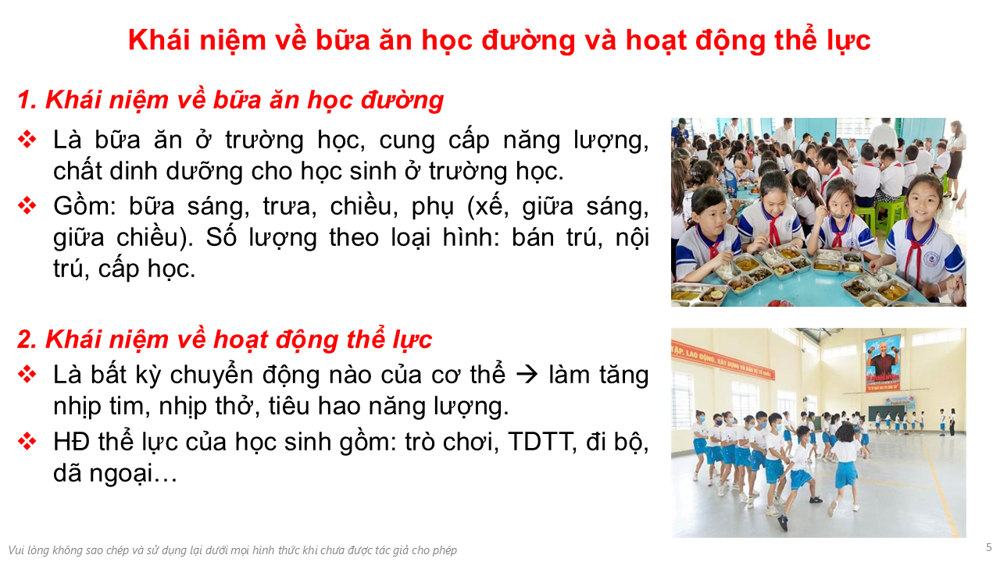 Khái niệm về bữa ăn học đường và hoạt động thể lực
1. Khái niệm về bữa ăn học đường
❖ Là bữa ăn ở trường học, cung cấp năng lượng,
chất dinh dưỡng cho học sinh ở trường học.
❖ Gồm: bữa sáng, trưa, chiều, phụ (xế, giữa sáng,
giữa chiều). Số lượng theo loại hình: bán trú, nội
trú, cấp học.
2. Khái niệm về hoạt động thể lực
❖ Là bất kỳ chuyển động nào của cơ thể → làm tăng
nhịp tim, nhịp thở, tiêu hao năng lượng.
❖ HĐ thể lực của học sinh gồm: trò chơi, TDTT, đi bộ,
dã ngoại…
TẬP, LAO ĐỘNG, XÂY DỰNG VÀ BẢO VỆ TỔ QUỐC
Vui lòng không sao chép và sử dụng lại dưới mọi hình thức khi chưa được tác giả cho phép
5